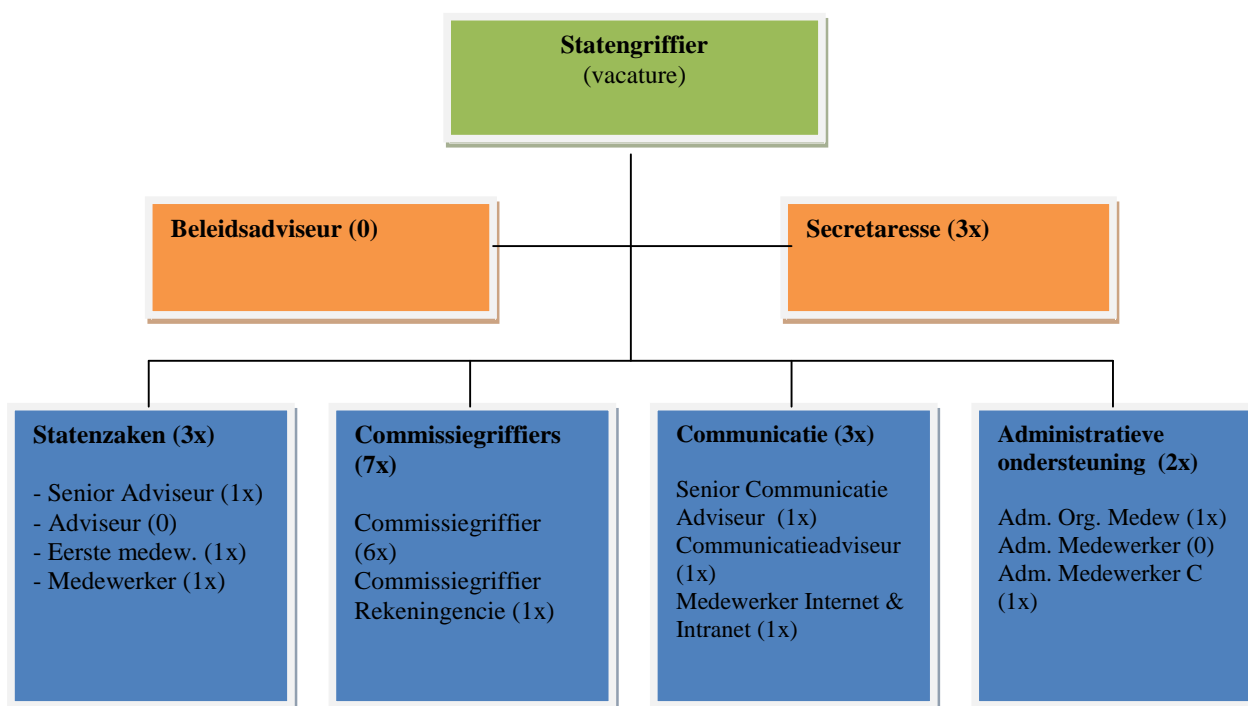 Statengriffier
(vacature)
Beleidsadviseur (0)
Secretaresse (3x)
Statenzaken (3x)
- Senior Adviseur (1x)
- Adviseur (0)
- Eerste medew. (1x)
- Medewerker (1x)
Commissiegriffiers
(7x)
Commissiegriffier
(6x)
Commissiegriffier
Rekeningencie (1x)
Communicatie (3x)
Senior Communicatie
Adviseur  (1x)
Communicatieadviseur
(1x)
Medewerker Internet &
Intranet (1x)
Administratieve
ondersteuning  (2x)
Adm. Org. Medew (1x)
Adm. Medewerker (0)
Adm. Medewerker C
(1x)